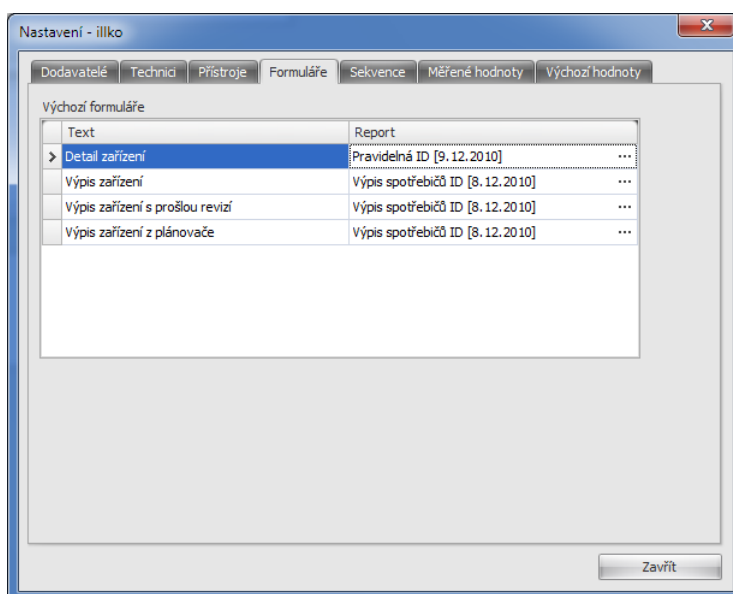 Nastavení - illko
Dodavatelé Technici Přístroje Formuláře Sekvence Měřené hodnoty Výchozí hodnoty
Výchozí formuláře
Text Report
Detail zařízení Pravidelná ID [9.12.2010] ...
Výpis zařízení Výpis spotřebičů ID [8.12.2010] ...
Výpis zařízení s prošlou revizí Výpis spotřebičů ID [8.12.2010] ...
Výpis zařízení z plánovače Výpis spotřebičů ID [8.12.2010] ...
Zavřít